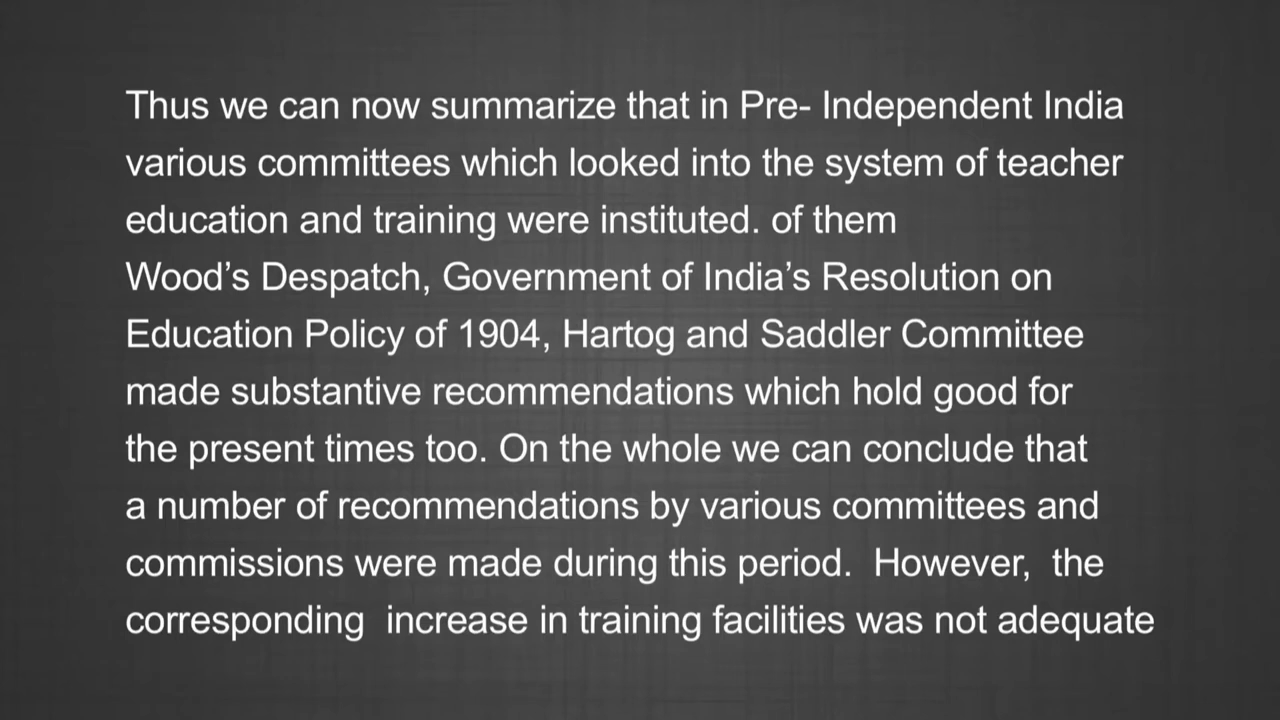 Thus we can now summarize that in Pre- Independent India
various committees which looked into the system of teacher
education and training were instituted. of them
Wood’s Despatch, Government of India’s Resolution on
Education Policy of 1904, Hartog and Saddler Committee
made substantive recommendations which hold good for
the present times too. On the whole we can conclude that
a number of recommendations by various committees and
commissions were made during this period.  However,  the
corresponding  increase in training facilities was not adequate